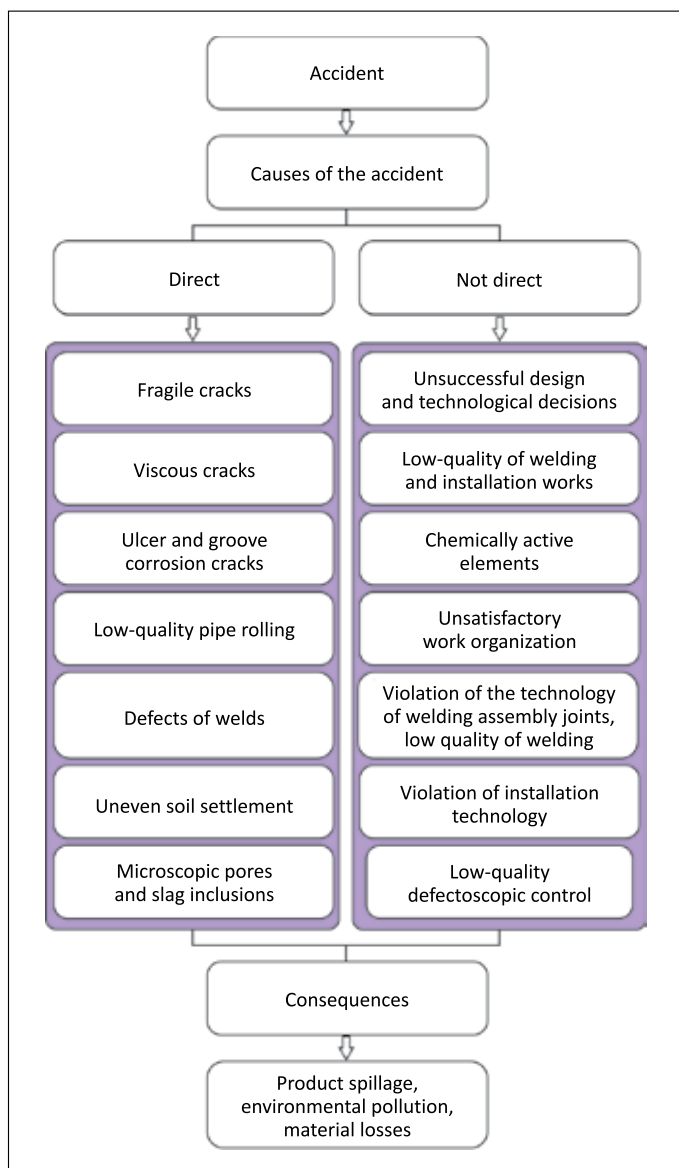 Accident
Causes of the accident
Direct
Not direct
Fragile cracks
Viscous cracks
Ulcer and groove
corrosion cracks
Low-quality pipe rolling
Defects of welds
Uneven soil settlement
Microscopic pores
and slag inclusions
Unsuccessful design
and technological decisions
Low-quality of welding
and installation works
Chemically active
elements
Unsatisfactory
work organization
Violation of the technology
of welding assembly joints,
low quality of welding
Violation of installation
technology
Low-quality
defectoscopic control
Consequences
Product spillage,
environmental pollution,
material losses